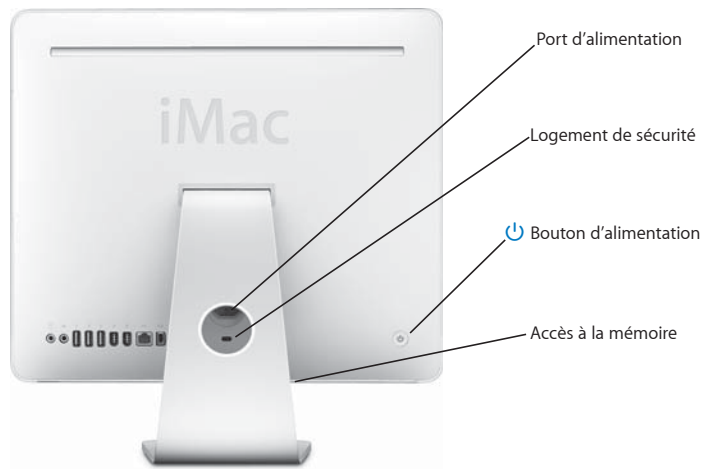 Port d’alimentation
iMac
Logement de sécurité
Bouton d’alimentation
Accès à la mémoire